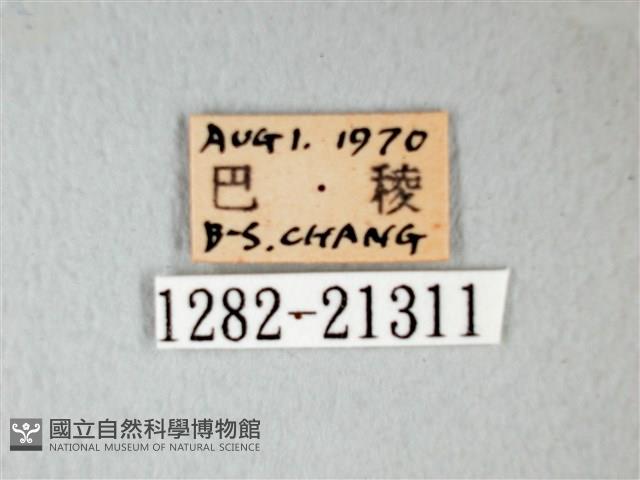 AUG 1. 1970
巴 · 稜
B-S. CHANG
1282-21311
國立自然科學博物館
NATIONAL MUSEUM OF NATURAL SCIENCE